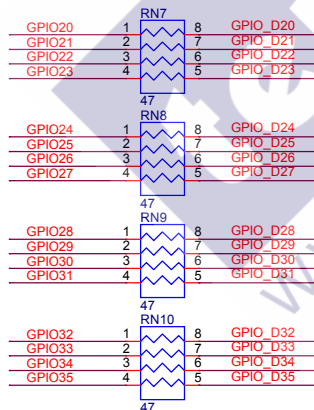 RN7
GPIO20 1 8 GPIO_D20
GPIO21 2 7 GPIO_D21
GPIO22 3 6 GPIO_D22
GPIO23 4 5 GPIO_D23
47
RN8
GPIO24 1 8 GPIO_D24
GPIO25 2 7 GPIO_D25
GPIO26 3 6 GPIO_D26
GPIO27 4 5 GPIO_D27
47
RN9
GPIO28 1 8 GPIO_D28
GPIO29 2 7 GPIO_D29
GPIO30 3 6 GPIO_D30
GPIO31 4 5 GPIO_D31
47
RN10
GPIO32 1 8 GPIO_D32
GPIO33 2 7 GPIO_D33
GPIO34 3 6 GPIO_D34
GPIO35 4 5 GPIO_D35
47